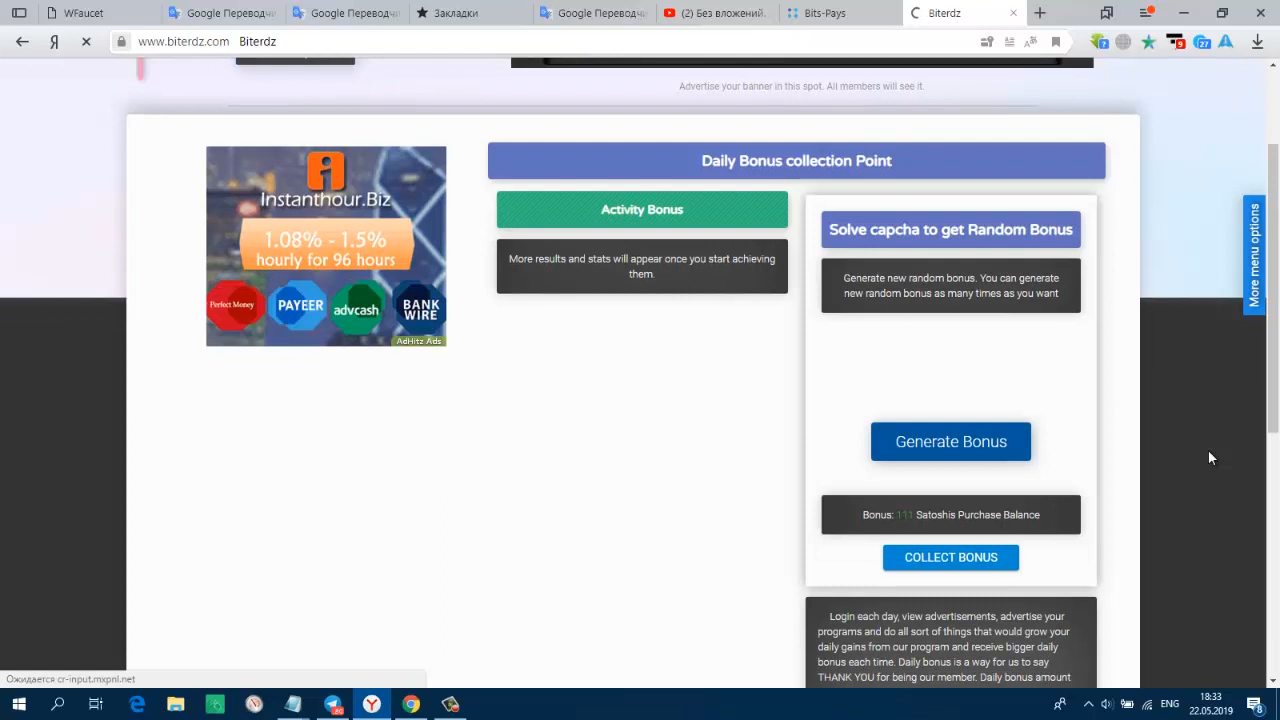 WFaucet
Google Переводч
Google Переводч
Закладки
Google Переводч
(2) Без вложений.
Bits-Pays
Biterdz
Я
www.biterdz.com Biterdz
?
9
27
Advertise your banner in this spot. All members will see it.
Instanthour.Biz
1.08% - 1.5%
hourly for 96 hours
Perfect Money
PAYEER
advcash
BANK
WIRE
AdHitz Ads
Daily Bonus collection Point
Activity Bonus
More results and stats will appear once you start achieving
them.
Solve capcha to get Random Bonus
Generate new random bonus. You can generate
new random bonus as many times as you want
Generate Bonus
Bonus: 111 Satoshis Purchase Balance
COLLECT BONUS
Login each day, view advertisements, advertise your
programs and do all sort of things that would grow your
daily gains from our program and receive bigger daily
bonus each time. Daily bonus is a way for us to say
THANK YOU for being our member. Daily bonus amount
More menu options
Ожидается cr-input.mxpnl.net
ENG
18:33
22.05.2019
8